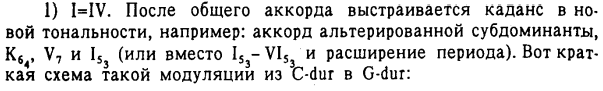 1) I=IV. После общего аккорда выстраивается каданс в но-
вой тональности, например: аккорд альтерированной субдоминанты,
K₆₄, V₇ и I₅₃ (или вместо I₅₃–VI₅₃ и расширение периода). Вот крат-
кая схема такой модуляции из C-dur в G-dur: